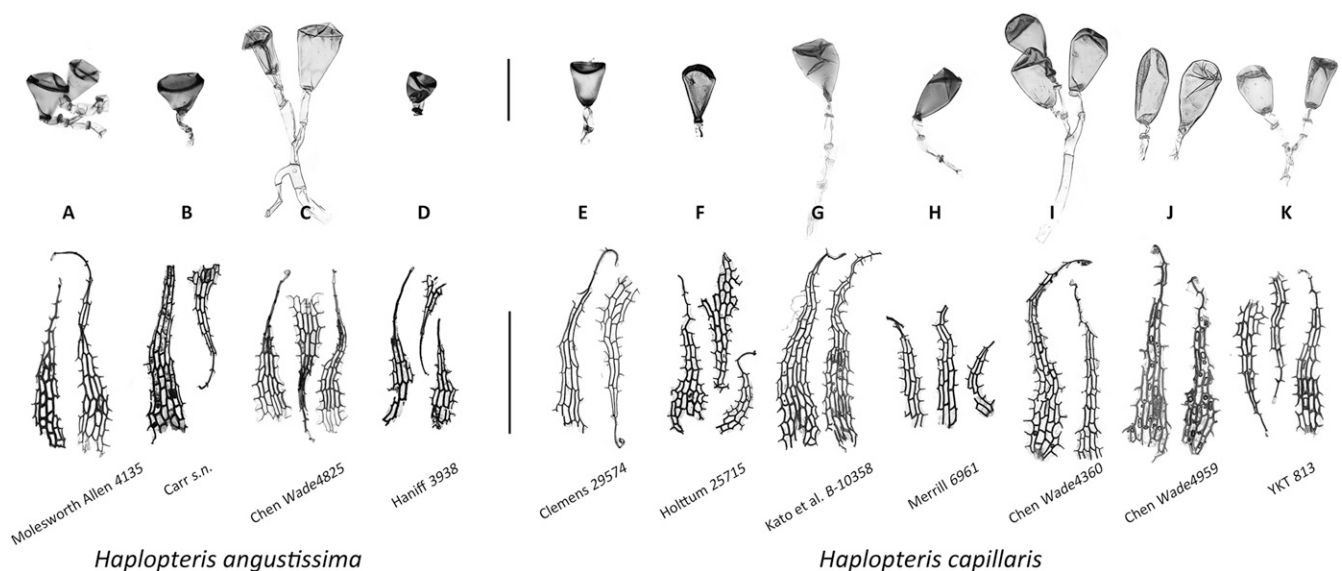 A B C D E F G H I J K
Molesworth Allen 4135 Carr s.n. Chen Wade4825 Haniff 3938 Clemens 29574 Holttum 25715 Kato et al. B-10358 Merrill 6961 Chen Wade4360 Chen Wade4959 YKT 813
Haplopteris angustissima Haplopteris capillaris